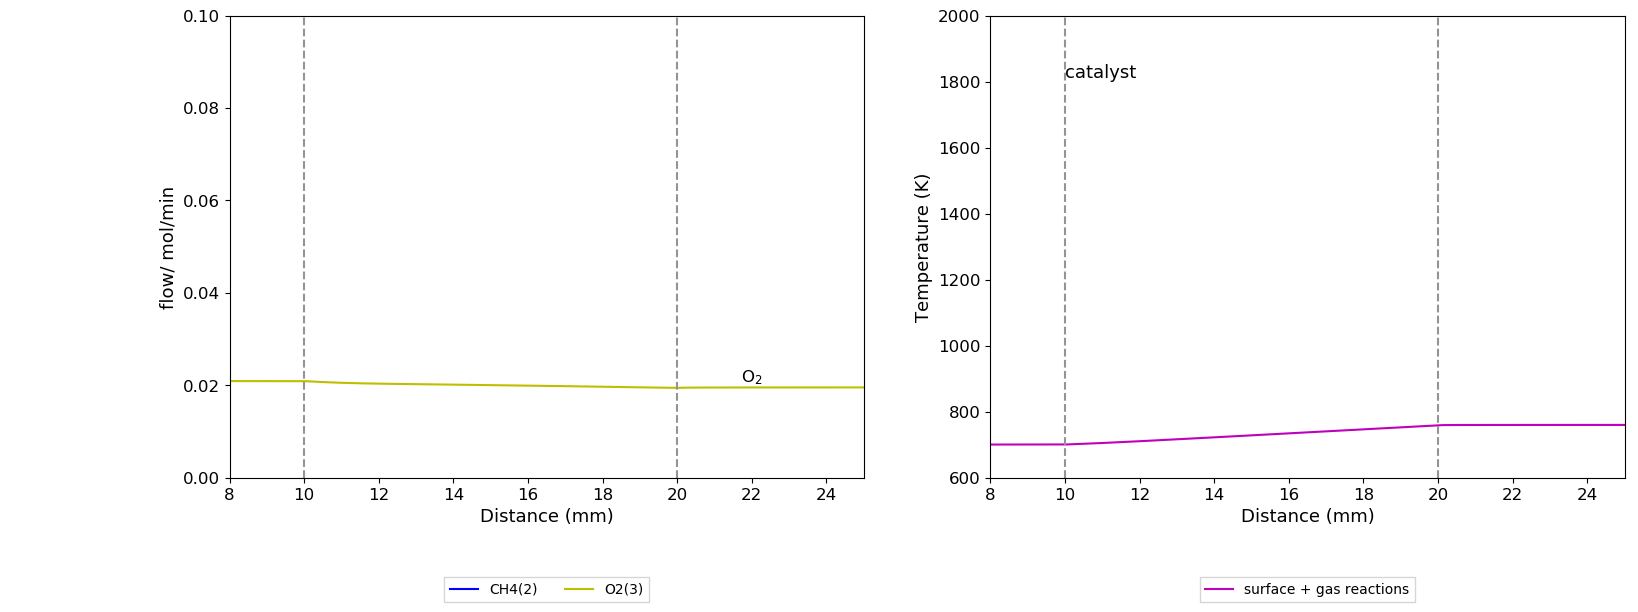 0.10
0.08
0.06
0.04
0.02
0.00
flow/ mol/min
O₂
8 10 12 14 16 18 20 22 24
Distance (mm)
CH4(2) O2(3)
2000
1800
1600
1400
1200
1000
800
600
Temperature (K)
catalyst
8 10 12 14 16 18 20 22 24
Distance (mm)
surface + gas reactions